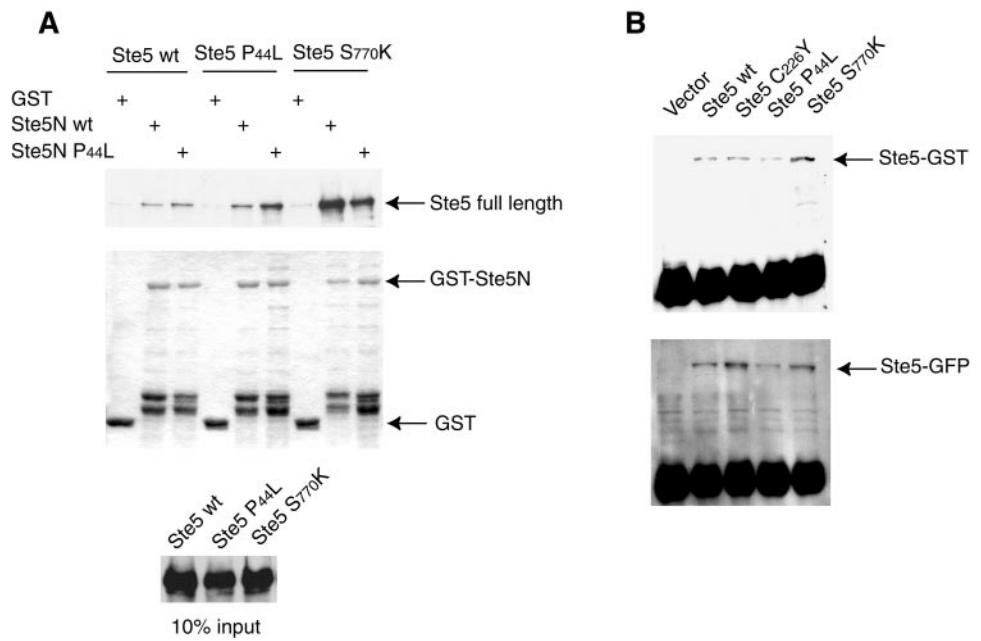 A
Ste5 wt Ste5 P44L Ste5 S770K
GST + + +
Ste5N wt + + +
Ste5N P44L + + +
Ste5 full length
GST-Ste5N
GST
Ste5 wt
Ste5 P44L
Ste5 S770K
10% input
B
Vector
Ste5 wt
Ste5 C226Y
Ste5 P44L
Ste5 S770K
Ste5-GST
Ste5-GFP